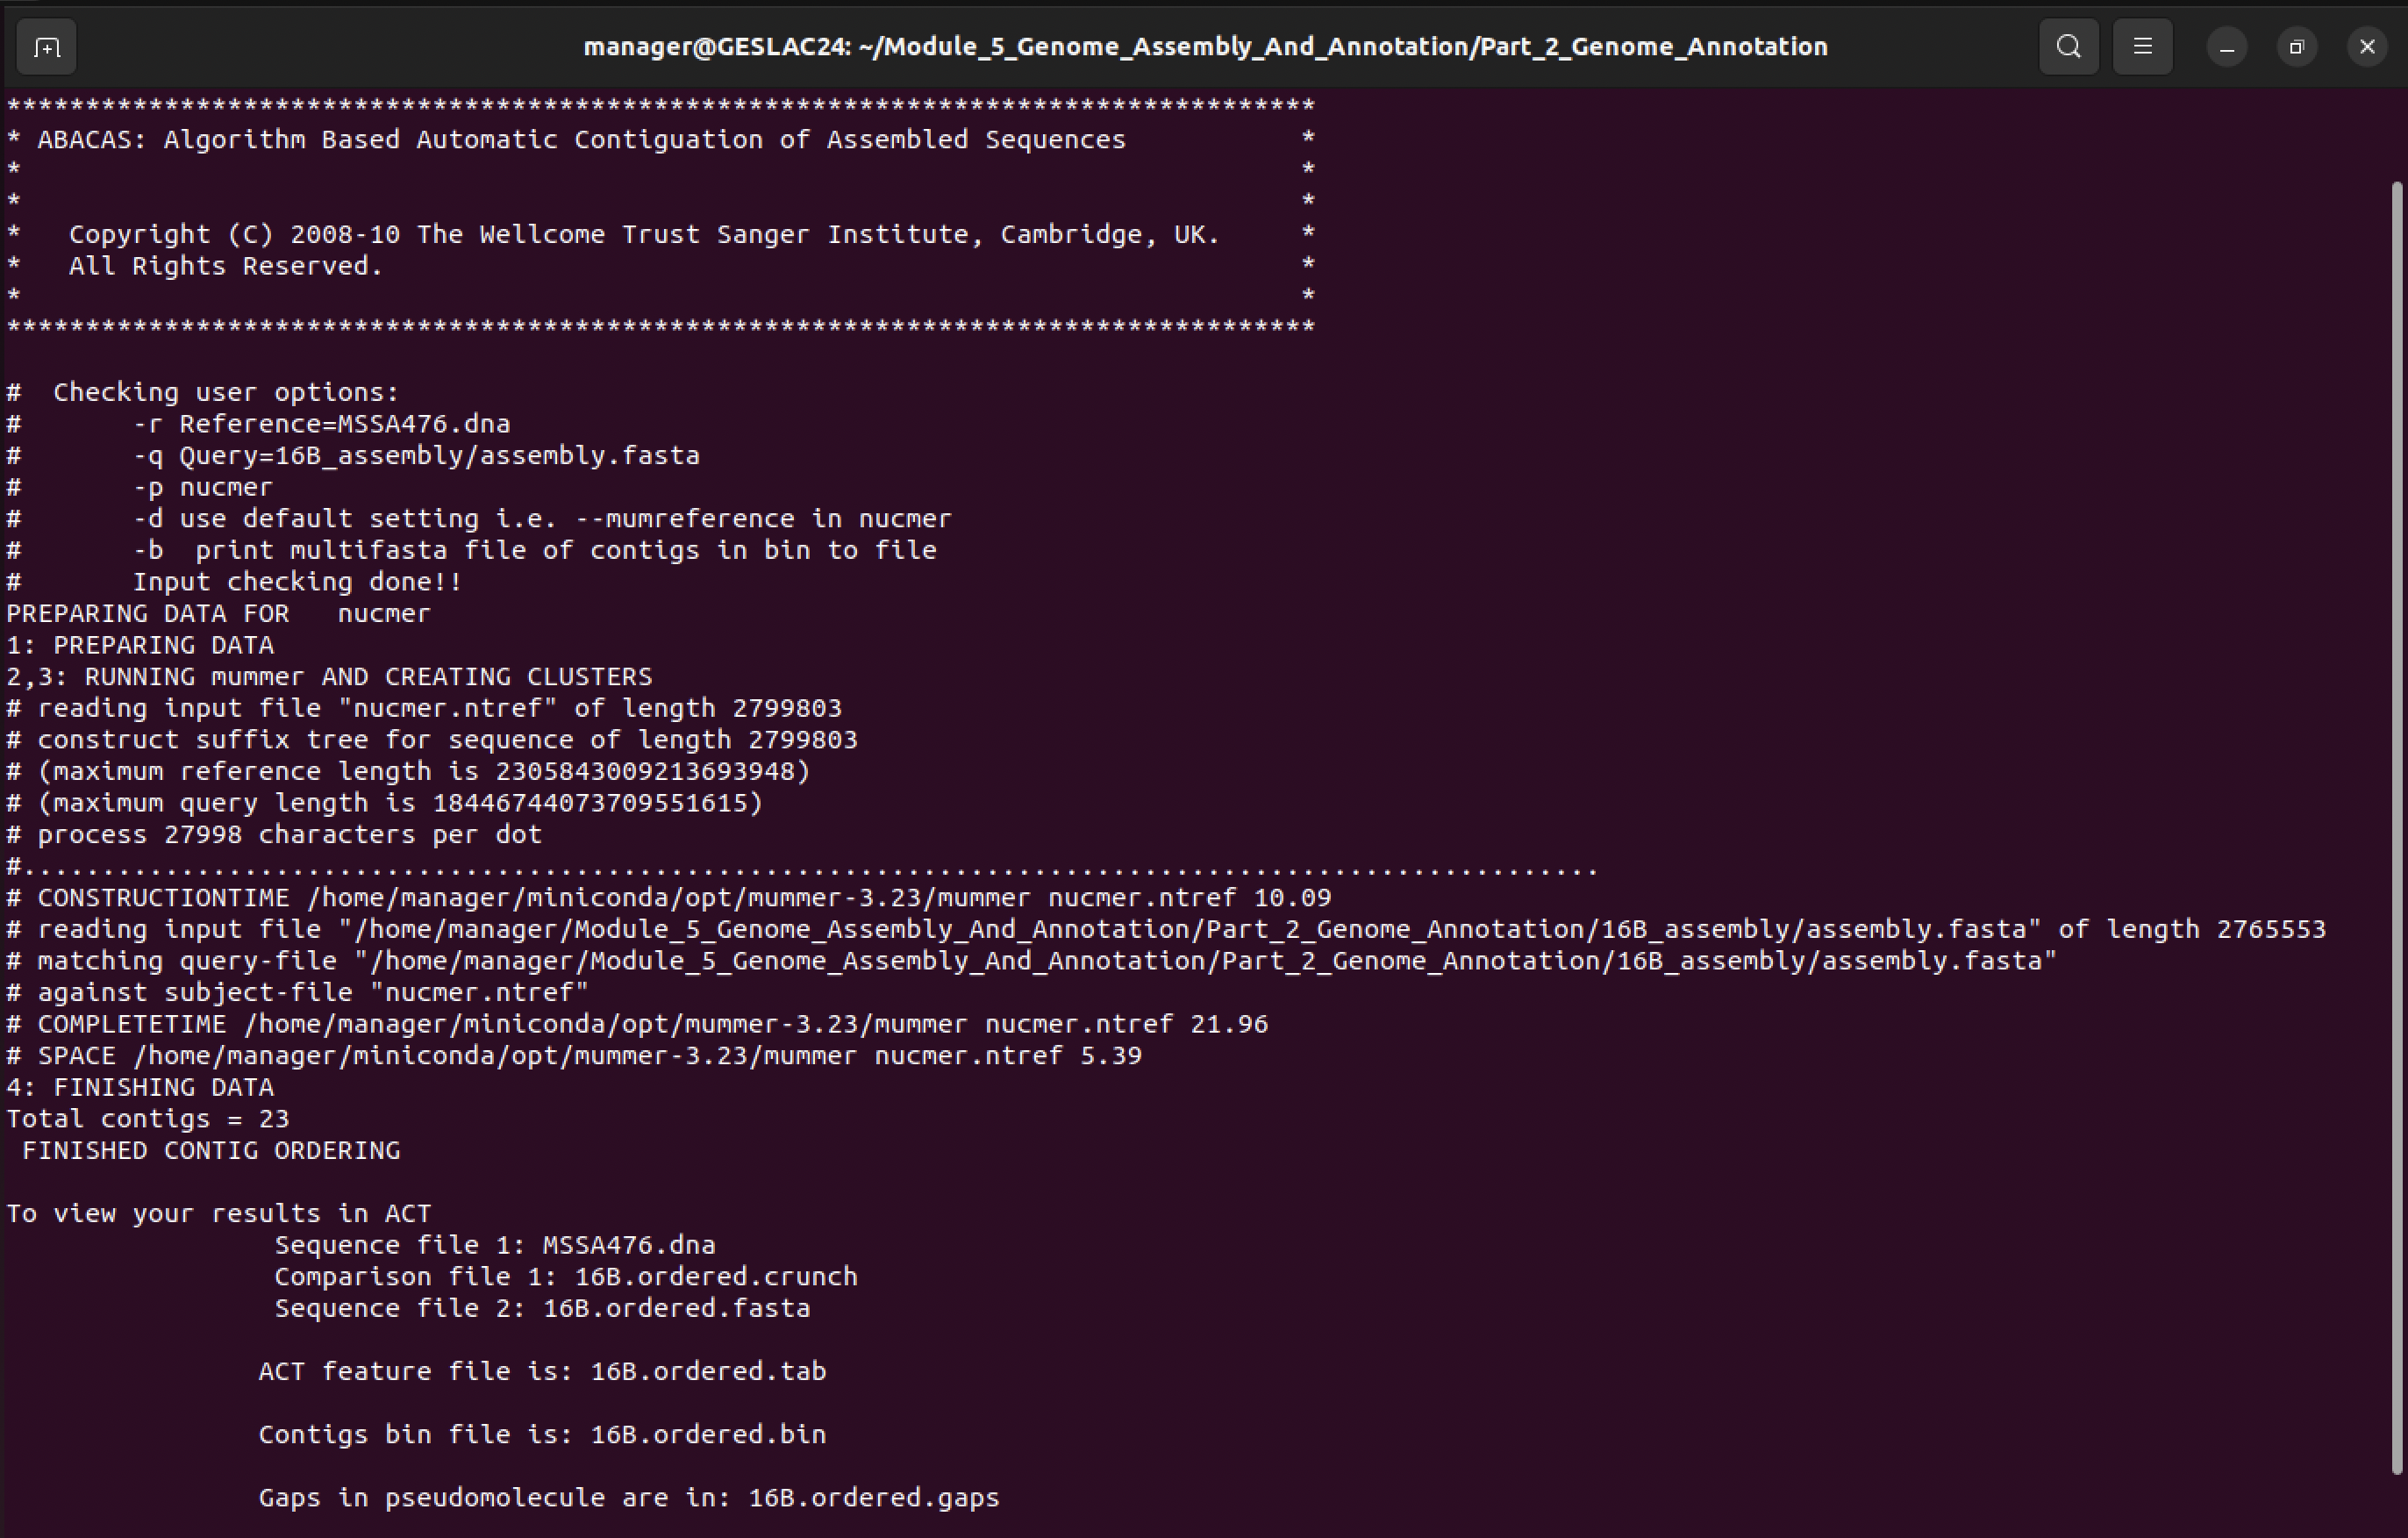 manager@GESLAC24: ~/Module_5_Genome_Assembly_And_Annotation/Part_2_Genome_Annotation
***********************************************************************************
* ABACAS: Algorithm Based Automatic Contiguation of Assembled Sequences           *
*                                                                                 *
*                                                                                 *
*   Copyright (C) 2008-10 The Wellcome Trust Sanger Institute, Cambridge, UK.     *
*   All Rights Reserved.                                                          *
*                                                                                 *
***********************************************************************************
#  Checking user options:
#       -r Reference=MSSA476.dna
#       -q Query=16B_assembly/assembly.fasta
#       -p nucmer
#       -d use default setting i.e. --mumreference in nucmer
#       -b  print multifasta file of contigs in bin to file
#       Input checking done!!
PREPARING DATA FOR   nucmer
1: PREPARING DATA
2,3: RUNNING mummer AND CREATING CLUSTERS
# reading input file "nucmer.ntref" of length 2799803
# construct suffix tree for sequence of length 2799803
# (maximum reference length is 2305843009213693948)
# (maximum query length is 18446744073709551615)
# process 27998 characters per dot
#....................................................................................................
# CONSTRUCTIONTIME /home/manager/miniconda/opt/mummer-3.23/mummer nucmer.ntref 10.09
# reading input file "/home/manager/Module_5_Genome_Assembly_And_Annotation/Part_2_Genome_Annotation/16B_assembly/assembly.fasta" of length 2765553
# matching query-file "/home/manager/Module_5_Genome_Assembly_And_Annotation/Part_2_Genome_Annotation/16B_assembly/assembly.fasta"
# against subject-file "nucmer.ntref"
# COMPLETETIME /home/manager/miniconda/opt/mummer-3.23/mummer nucmer.ntref 21.96
# SPACE /home/manager/miniconda/opt/mummer-3.23/mummer nucmer.ntref 5.39
4: FINISHING DATA
Total contigs = 23
 FINISHED CONTIG ORDERING
To view your results in ACT
                 Sequence file 1: MSSA476.dna
                 Comparison file 1: 16B.ordered.crunch
                 Sequence file 2: 16B.ordered.fasta
                ACT feature file is: 16B.ordered.tab
                Contigs bin file is: 16B.ordered.bin
                Gaps in pseudomolecule are in: 16B.ordered.gaps